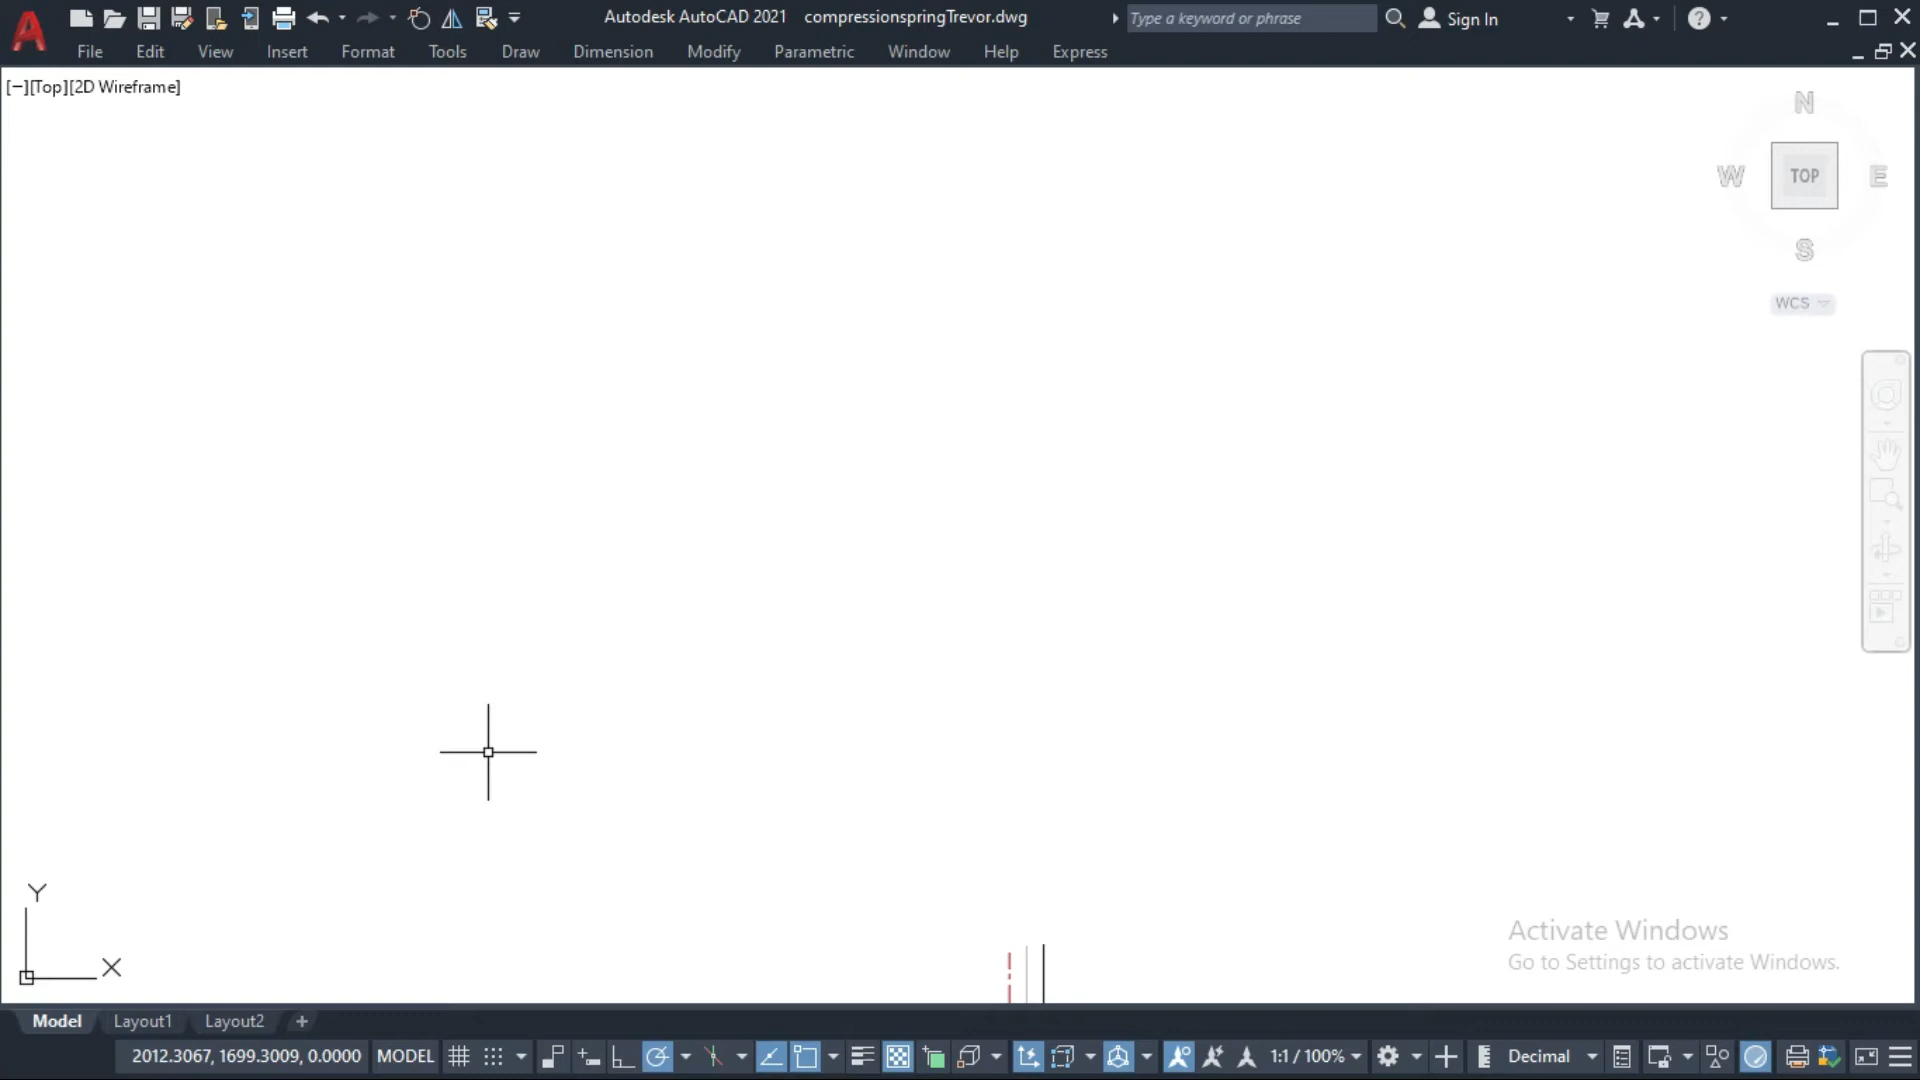 Autodesk AutoCAD 2021 compressionspringTrevor.dwg
Type a keyword or phrase
Sign In
File Edit View Insert Format Tools Draw Dimension Modify Parametric Window Help Express
[−][Top][2D Wireframe]
N
W TOP E
S
WCS
Y
X
Activate Windows
Go to Settings to activate Windows.
Model Layout1 Layout2 +
2012.3067, 1699.3009, 0.0000 MODEL 1:1 / 100% Decimal